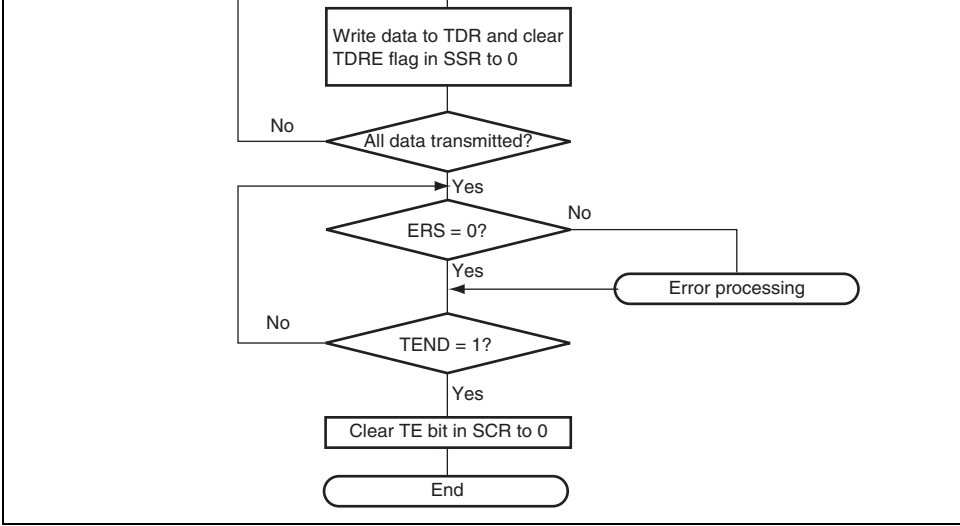 Write data to TDR and clear
TDRE flag in SSR to 0
No
All data transmitted?
Yes
No
ERS = 0?
Yes
Error processing
No
TEND = 1?
Yes
Clear TE bit in SCR to 0
End